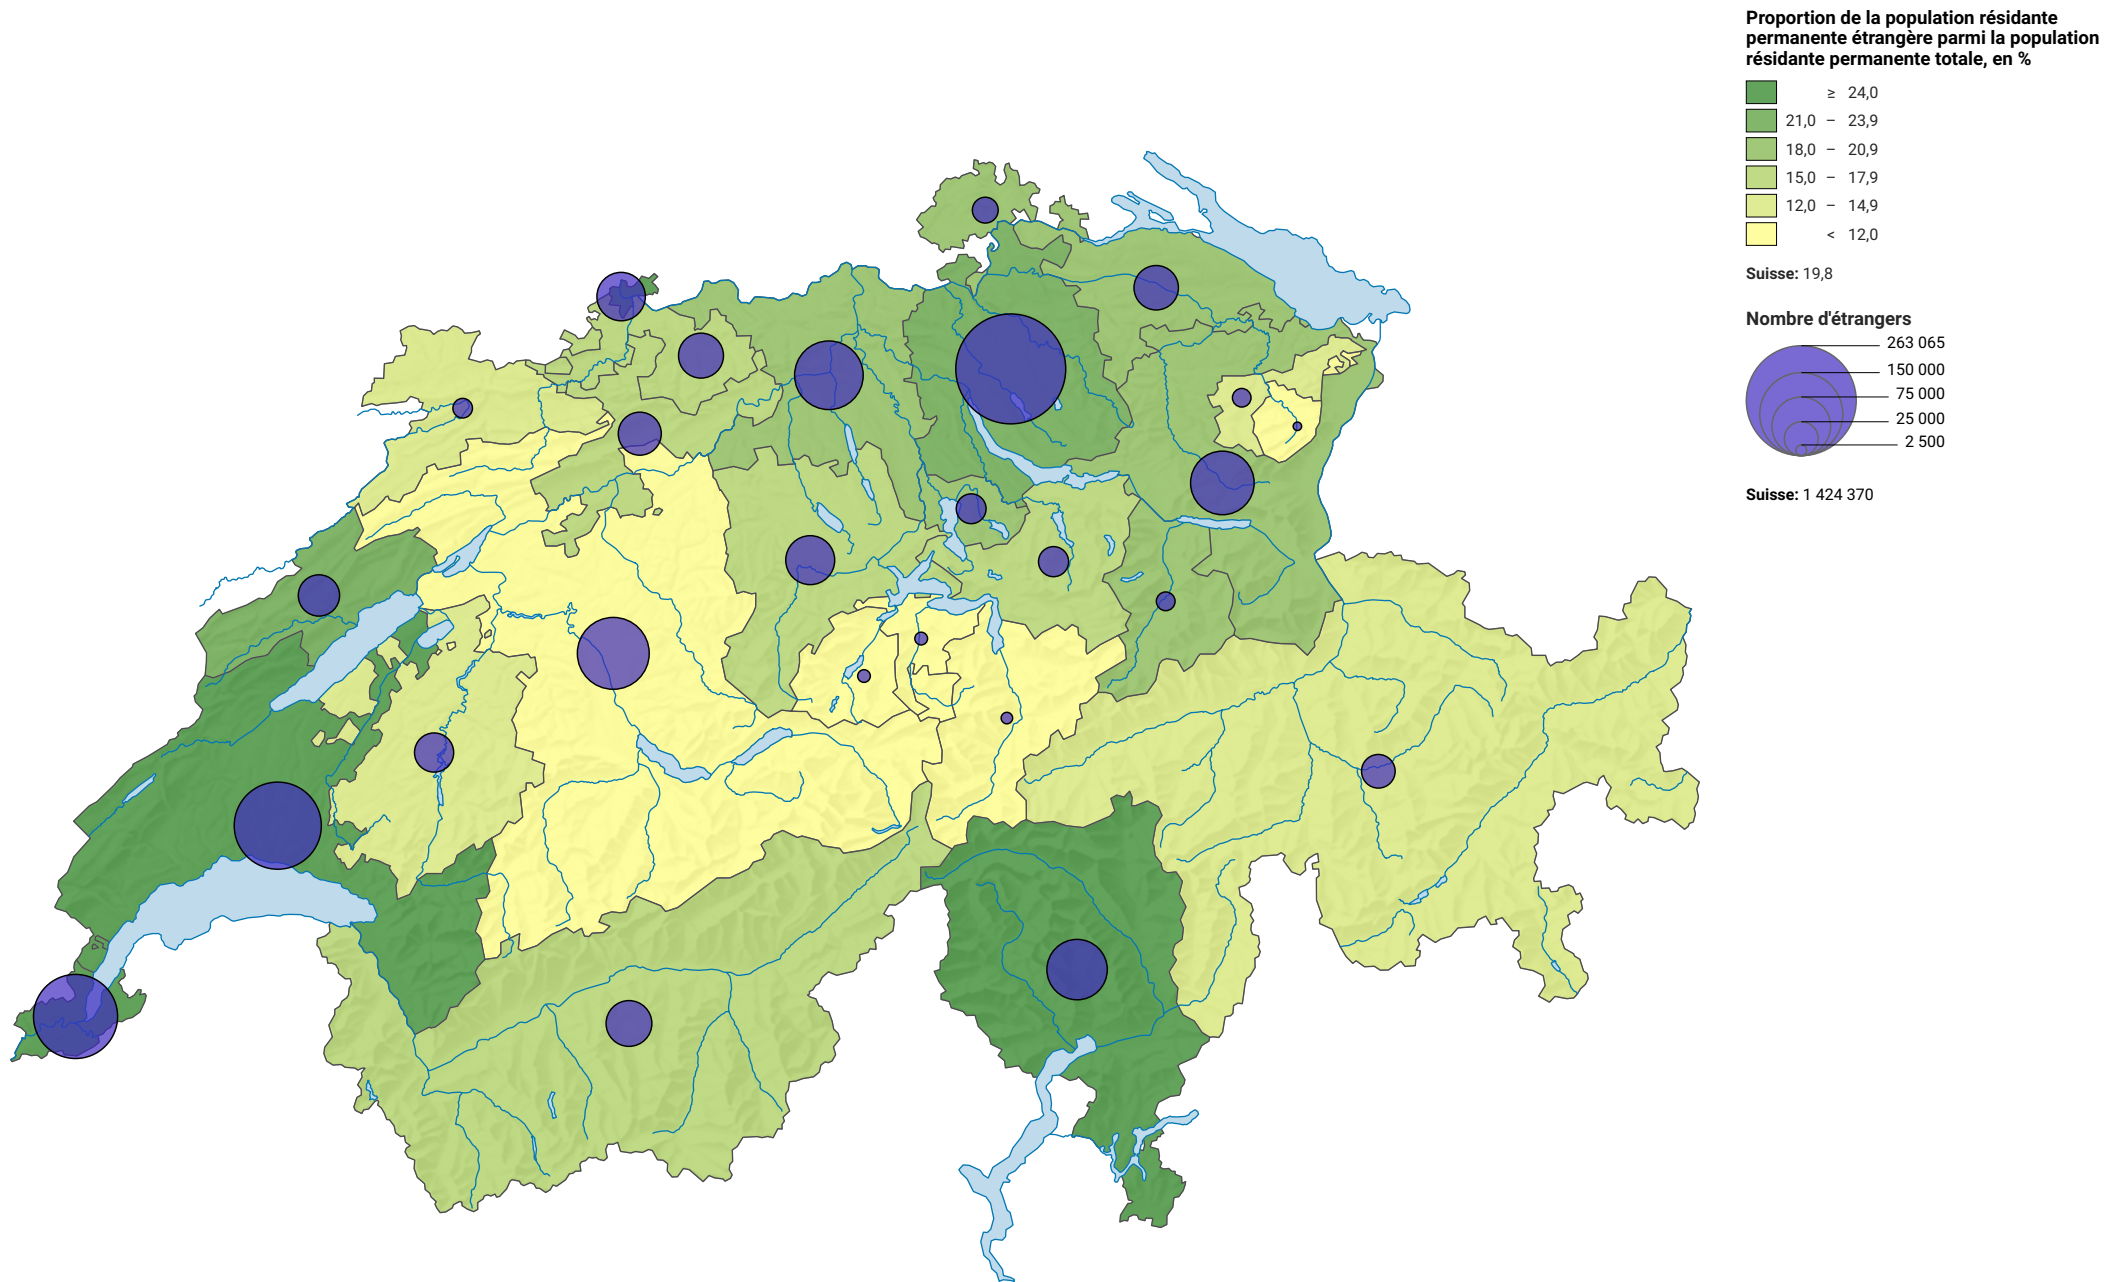 Proportion de la population résidante
permanente étrangère parmi la population
résidante permanente totale, en %
≥ 24,0
21,0 – 23,9
18,0 – 20,9
15,0 – 17,9
12,0 – 14,9
< 12,0
Suisse: 19,8
Nombre d'étrangers
263 065
150 000
75 000
25 000
2 500
Suisse: 1 424 370